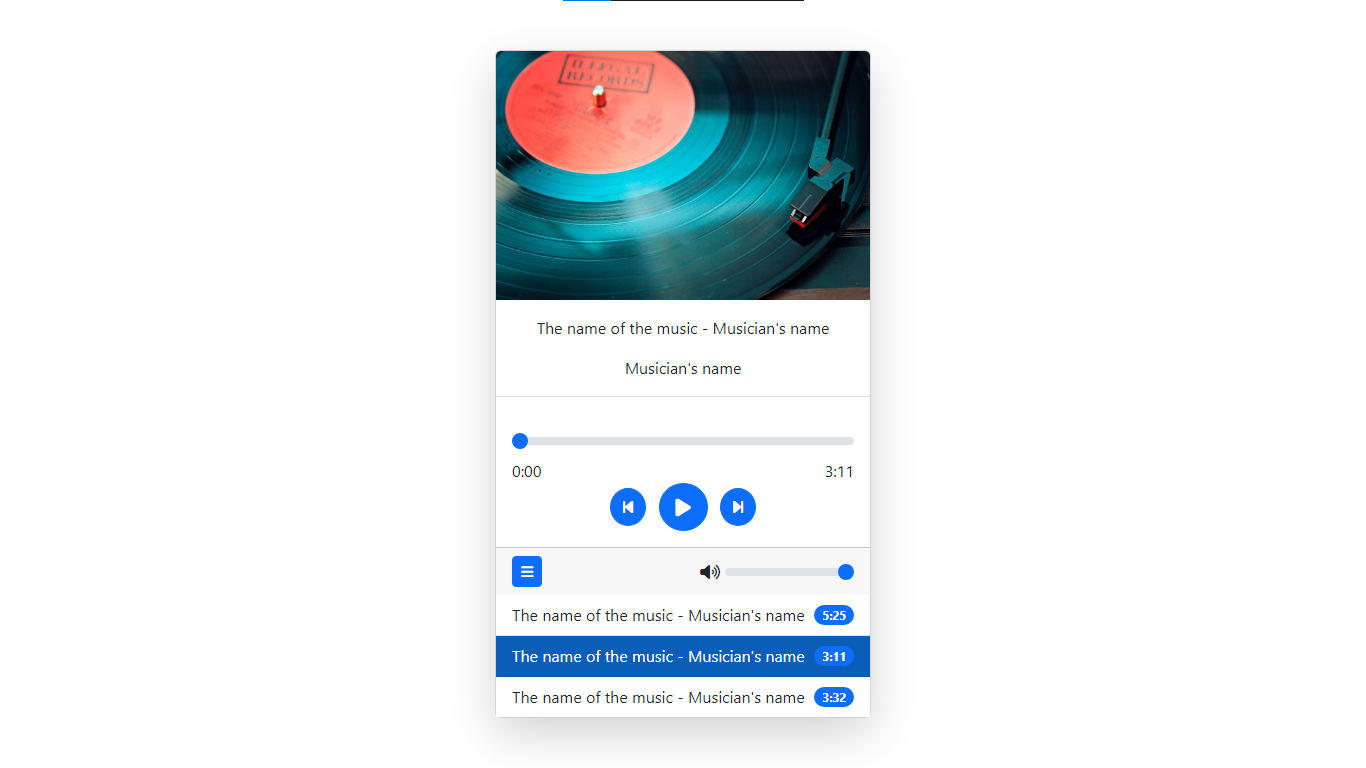 ILLEGAL
RECORDS
The name of the music - Musician's name
Musician's name
0:00
3:11
The name of the music - Musician's name 5:25
The name of the music - Musician's name 3:11
The name of the music - Musician's name 3:32